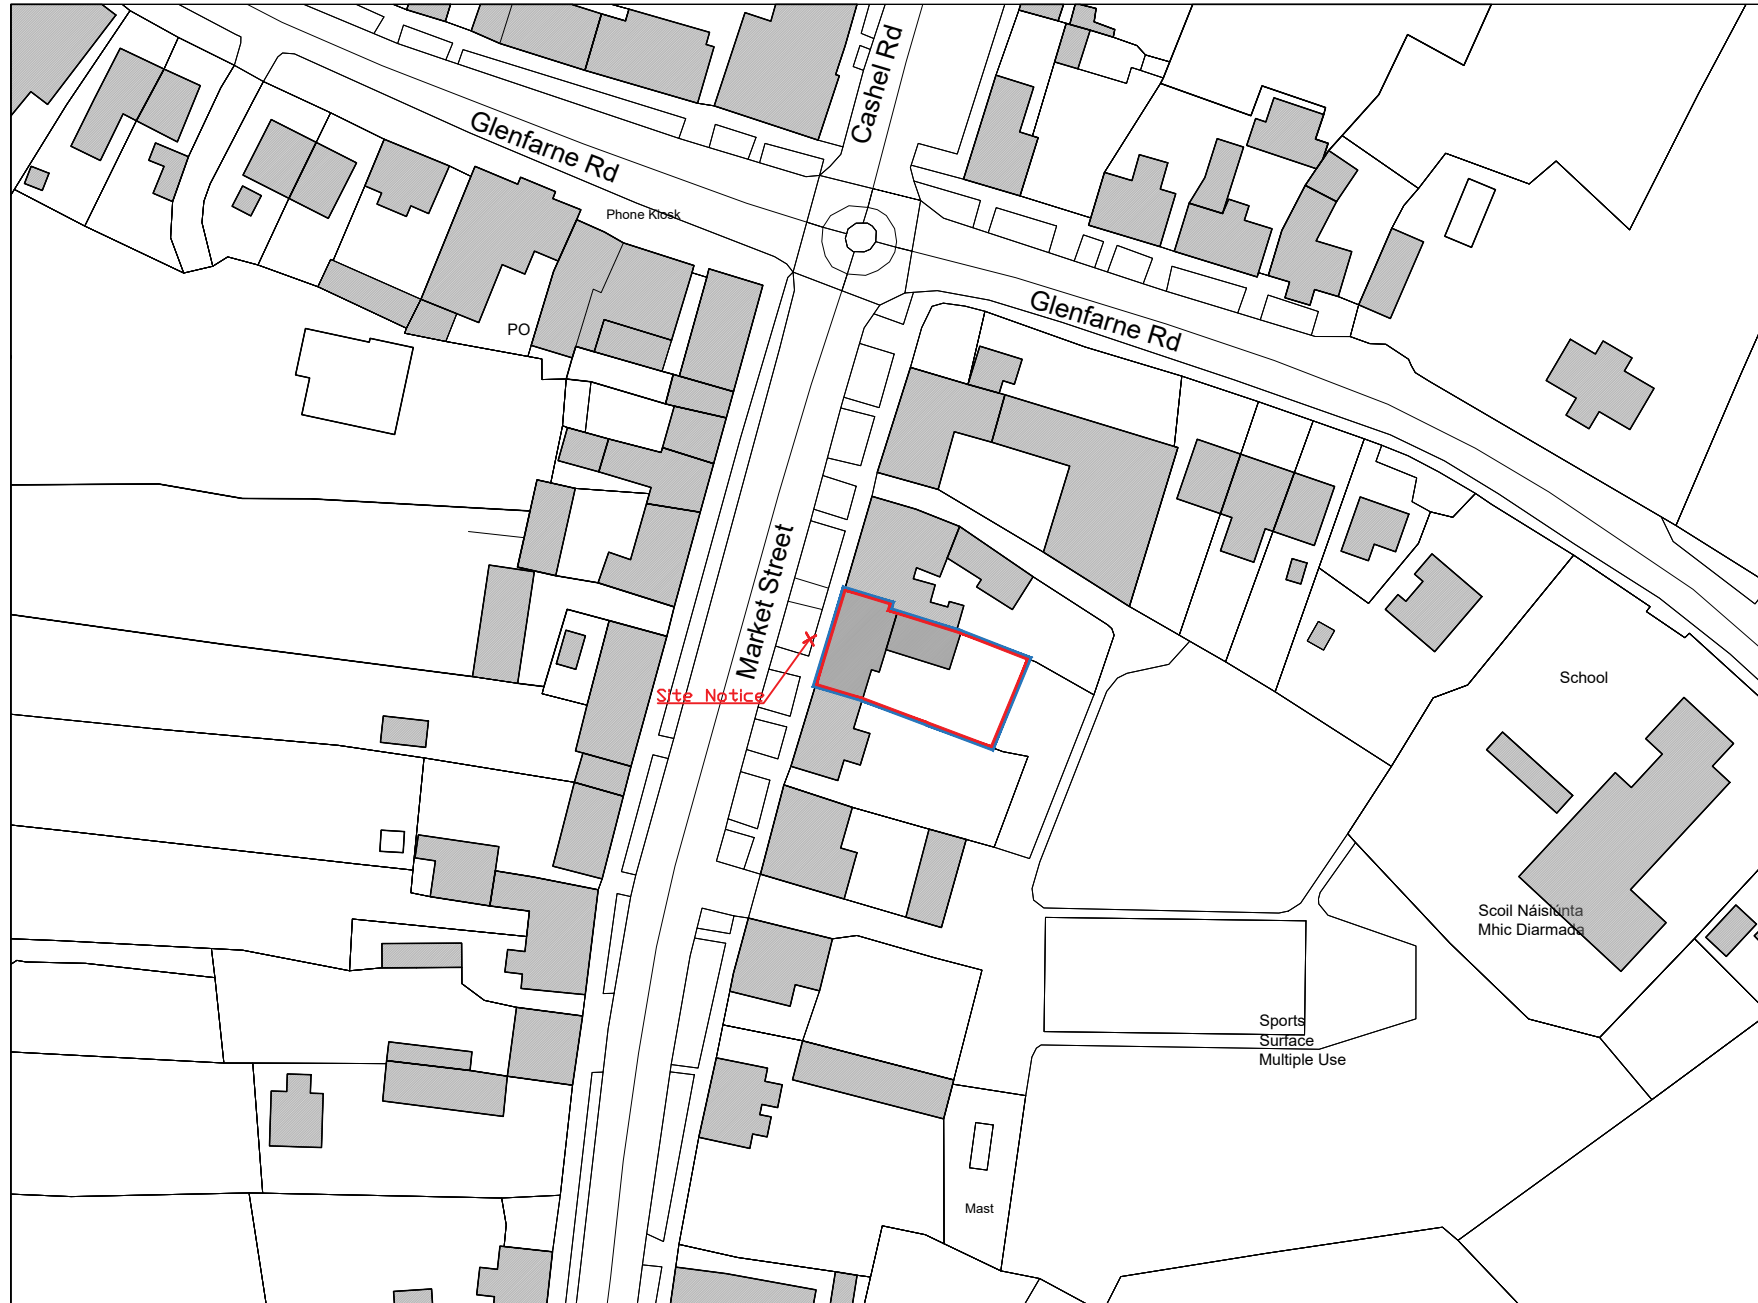 Cashel Rd
Glenfarne Rd
Phone Kiosk
Glenfarne Rd
PO
Market Street
Site Notice
School
Scoil Náisiúnta
Mhic Diarmada
Sports
Surface
Multiple Use
Mast